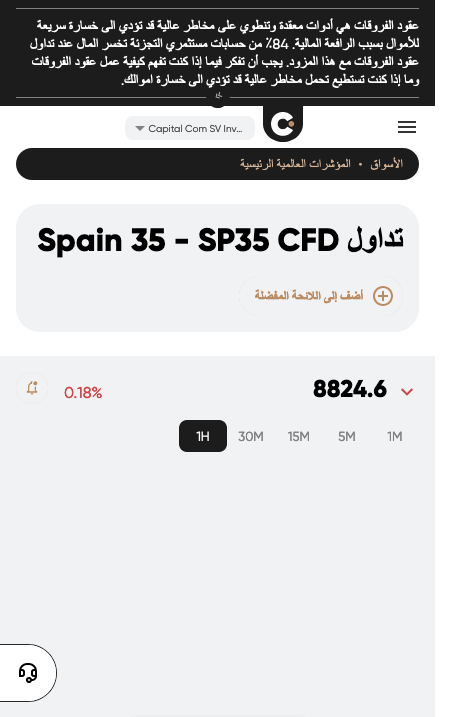 عقود الفروقات هي أدوات معقدة وتنطوي على مخاطر عالية قد تؤدي الى خسارة سريعة
للأموال بسبب الرافعة المالية. 84٪ من حسابات مستثمري التجزئة تخسر المال عند تداول
عقود الفروقات مع هذا المزود. يجب أن تفكر فيما إذا كنت تفهم كيفية عمل عقود الفروقات
وما إذا كنت تستطيع تحمل مخاطر عالية قد تؤدي الى خسارة اموالك.
Capital Com SV Inv...
الأسواق • المؤشرات العالمية الرئيسية
تداول Spain 35 - SP35 CFD
أضف إلى اللائحة المفضلة
8824.6
0.18%
1H 30M 15M 5M 1M